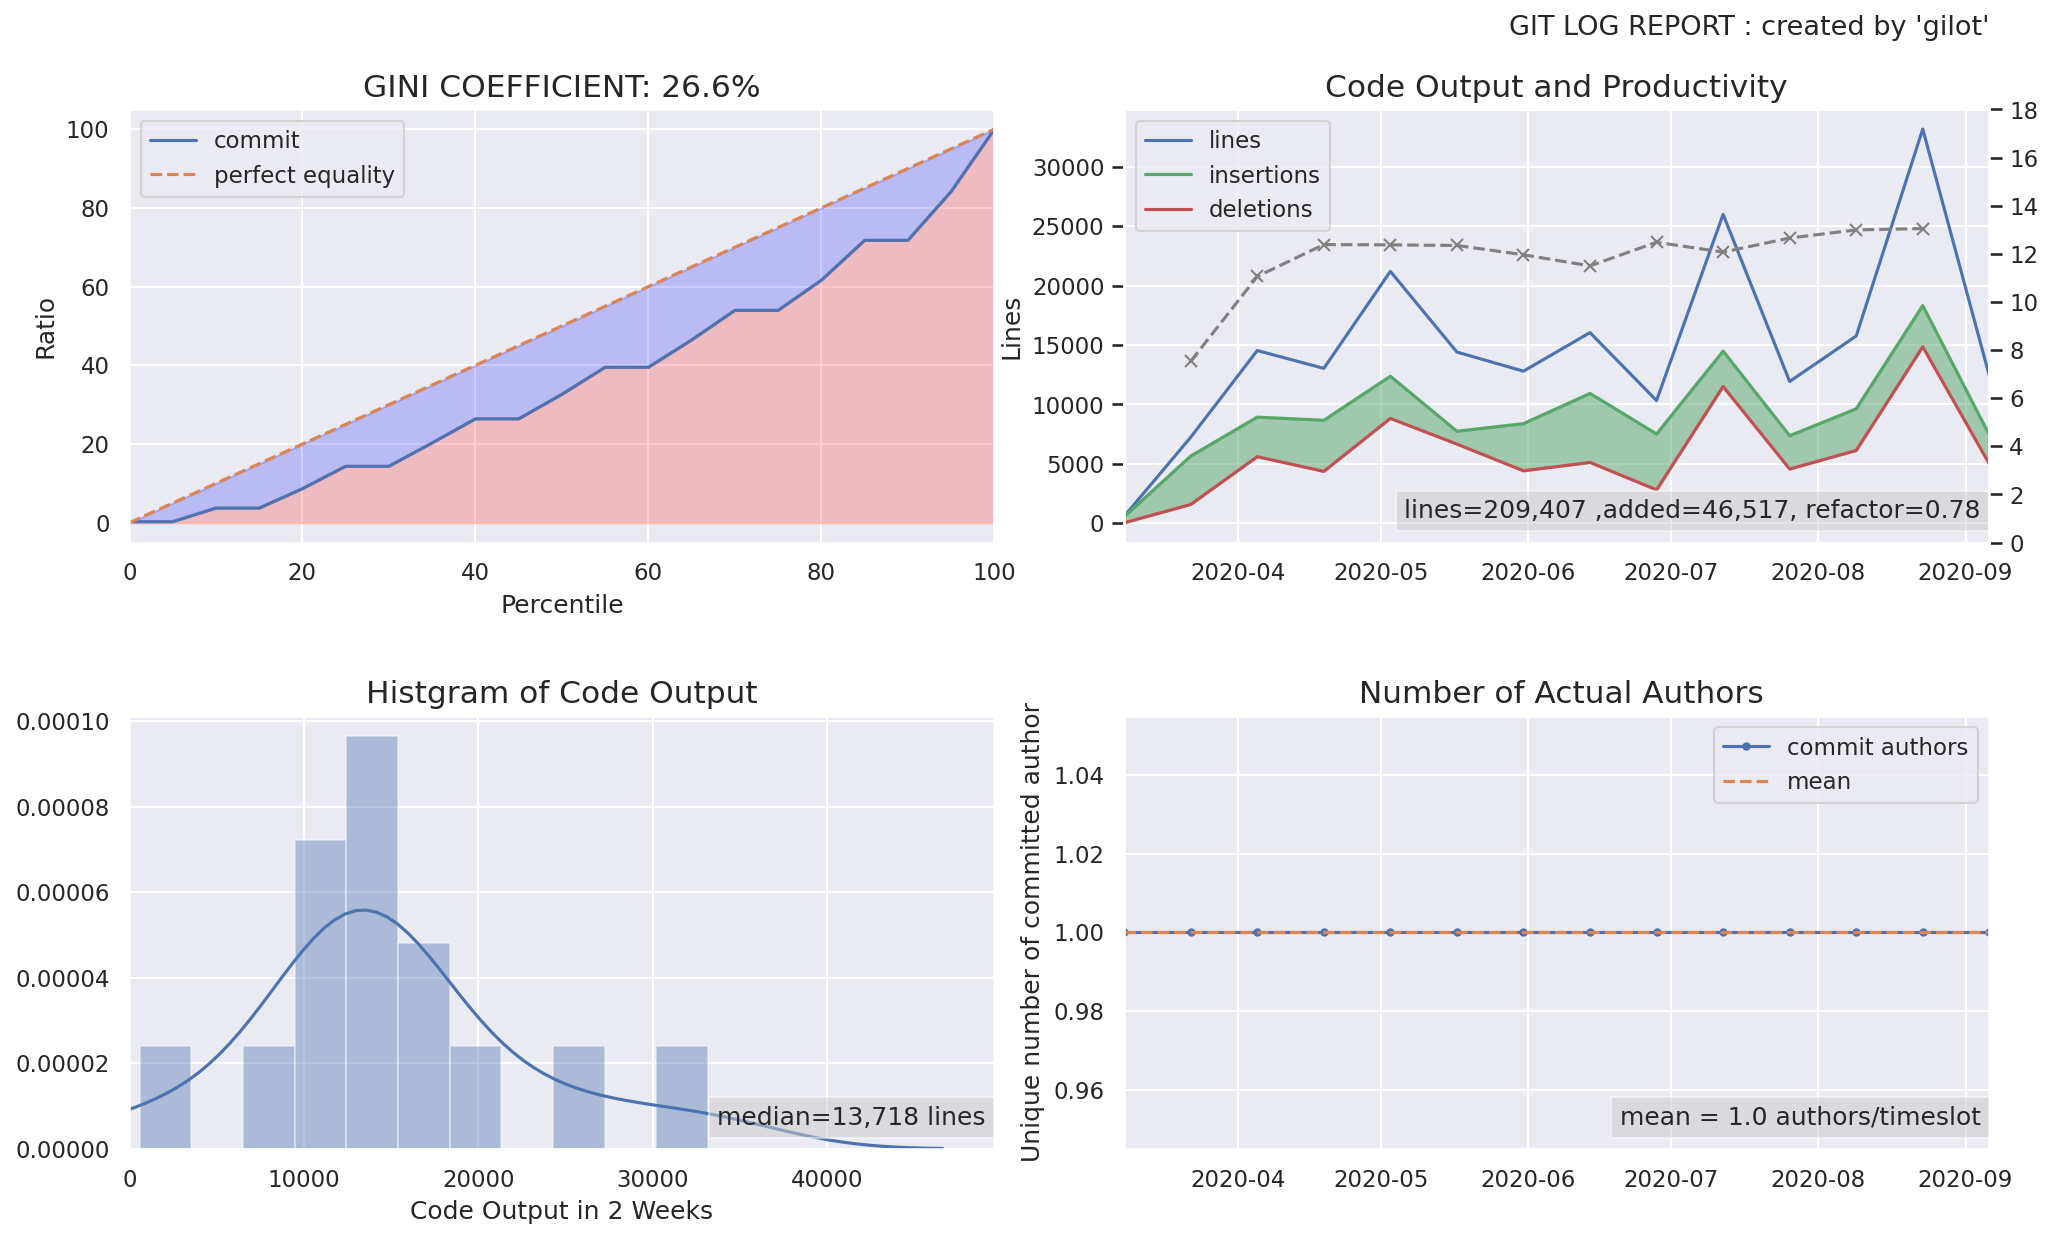 GIT LOG REPORT : created by 'gilot'
GINI COEFFICIENT: 26.6%
commit
perfect equality
100
80
60
40
20
0
Ratio
0 20 40 60 80 100
Percentile
Code Output and Productivity
lines
insertions
deletions
30000
25000
20000
15000
10000
5000
0
Lines
18
16
14
12
10
8
6
4
2
0
lines=209,407 ,added=46,517, refactor=0.78
2020-04 2020-05 2020-06 2020-07 2020-08 2020-09
Histgram of Code Output
0.00010
0.00008
0.00006
0.00004
0.00002
0.00000
median=13,718 lines
0 10000 20000 30000 40000
Code Output in 2 Weeks
Number of Actual Authors
commit authors
mean
1.04
1.02
1.00
0.98
0.96
Unique number of committed author
mean = 1.0 authors/timeslot
2020-04 2020-05 2020-06 2020-07 2020-08 2020-09